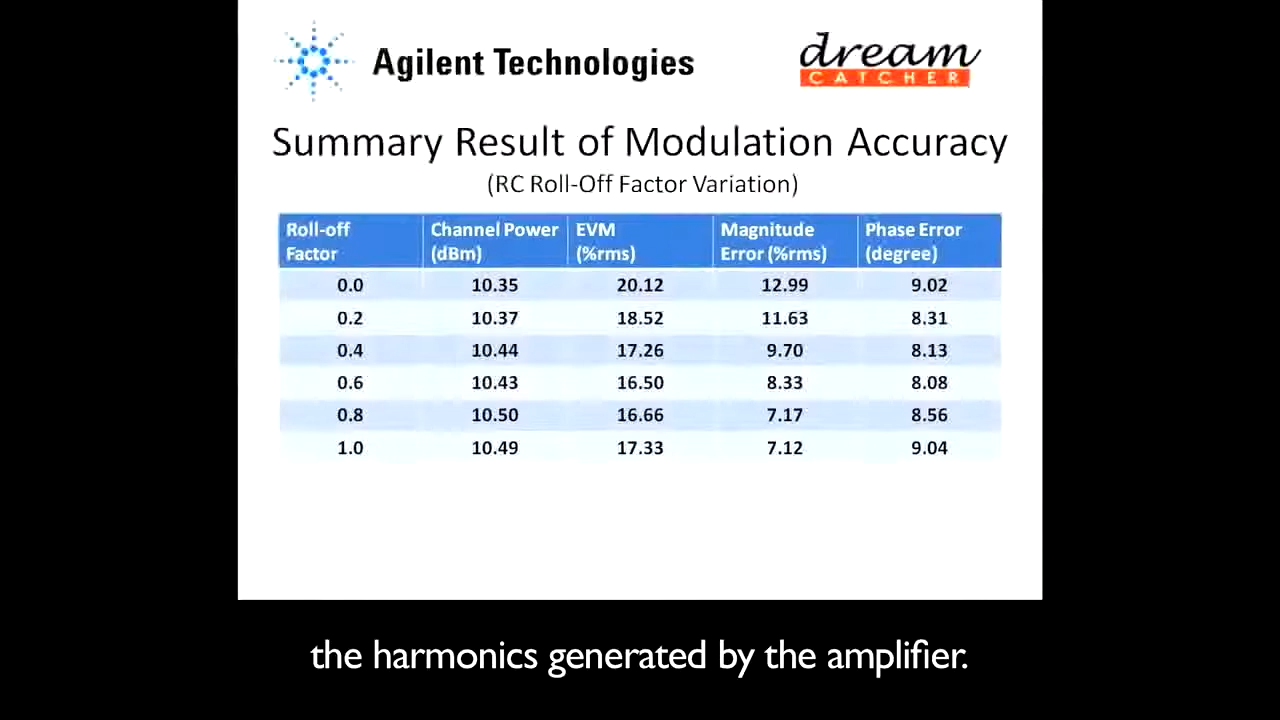 Agilent Technologies
dream
CATCHER
Summary Result of Modulation Accuracy
(RC Roll-Off Factor Variation)
Roll-off Factor Channel Power (dBm) EVM (%rms) Magnitude Error (%rms) Phase Error (degree)
0.0 10.35 20.12 12.99 9.02
0.2 10.37 18.52 11.63 8.31
0.4 10.44 17.26 9.70 8.13
0.6 10.43 16.50 8.33 8.08
0.8 10.50 16.66 7.17 8.56
1.0 10.49 17.33 7.12 9.04
the harmonics generated by the amplifier.